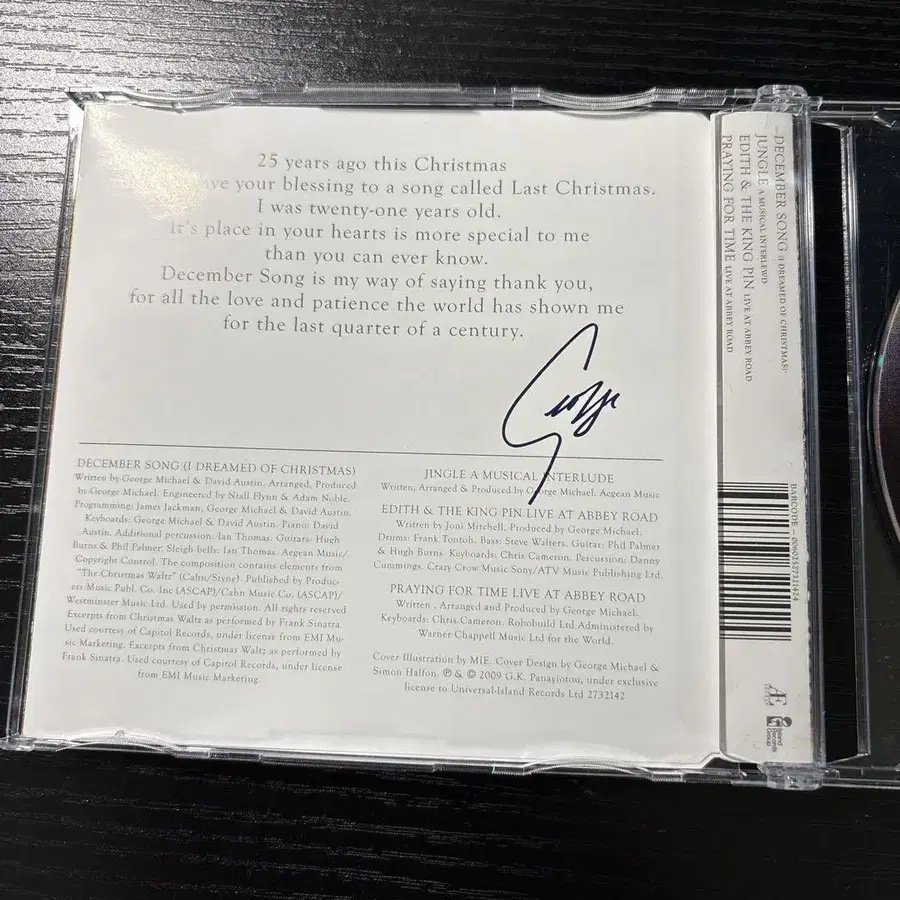 25 years ago this Christmas
ave your blessing to a song called Last Christmas.
I was twenty-one years old.
It's place in your hearts is more special to me
than you can ever know.
December Song is my way of saying thank you,
for all the love and patience the world has shown me
for the last quarter of a century.
George
DECEMBER SONG (I DREAMED OF CHRISTMAS)
Written by George Michael & David Austin. Arranged, Produced
by George Michael. Engineered by Niall Flynn & Adam Noble.
Programming: James Jackman, George Michael & David Austin.
Keyboards: George Michael & David Austin. Piano: David
Austin. Additional percussion: Ian Thomas. Guitars: Hugh
Burns & Phil Palmer. Sleigh bells: Ian Thomas. Aegean Music/
Copyright Control. The composition contains elements from
"The Christmas Waltz" (Cahn/Styne). Published by Produc-
ers Music Publ. Co. Inc (ASCAP)/Cahn Music Co. (ASCAP)/
Westminster Music Ltd. Used by permission. All rights reserved
Excerpts from Christmas Waltz as performed by Frank Sinatra.
Used courtesy of Capitol Records, under license from EMI Mu-
sic Marketing. Excerpts from Christmas Waltz as performed by
Frank Sinatra. Used courtesy of Capitol Records, under license
from EMI Music Marketing.
JINGLE A MUSICAL INTERLUDE
Written, Arranged & Produced by George Michael. Aegean Music
EDITH & THE KING PIN LIVE AT ABBEY ROAD
Written by Joni Mitchell, Produced by George Michael.
Drums: Frank Tontoh. Bass: Steve Walters. Guitar: Phil Palmer
& Hugh Burns. Keyboards: Chris Cameron. Percussion: Danny
Cummings. Crazy Crow Music Sony/ATV Music Publishing Ltd.
PRAYING FOR TIME LIVE AT ABBEY ROAD
Written , Arranged and Produced by George Michael.
Keyboards: Chris Cameron. Robobuild Ltd Administered by
Warner Chappell Music Ltd for the World.
Cover Illustration by MIE. Cover Design by George Michael &
Simon Halfon. ℗ & © 2009 G.K. Panayiotou, under exclusive
license to Universal-Island Records Ltd 2732142
DECEMBER SONG (I DREAMED OF CHRISTMAS)
JUNGLE A MUSICAL INTERLEWD
EDITH & THE KING PIN LIVE AT ABBEY ROAD
PRAYING FOR TIME LIVE AT ABBEY ROAD
BARCODE - 00602527321424
Island
Records
Group